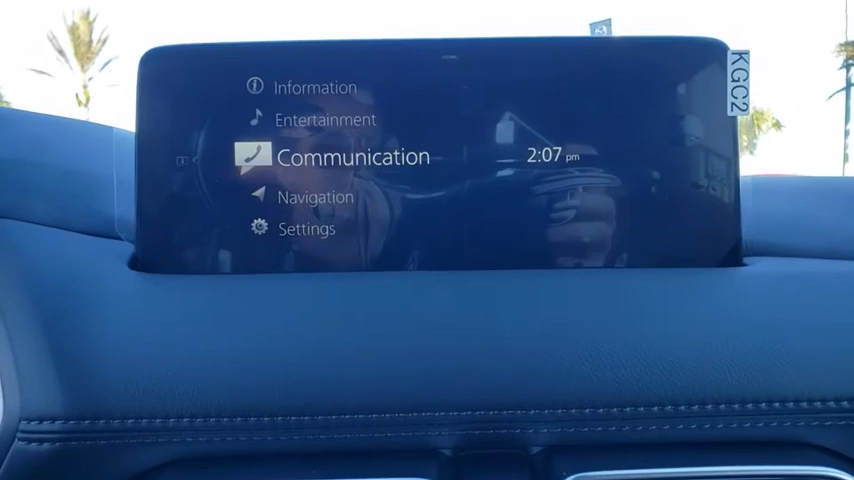 Information
Entertainment
Communication
2:07 pm
Navigation
Settings
KGC2